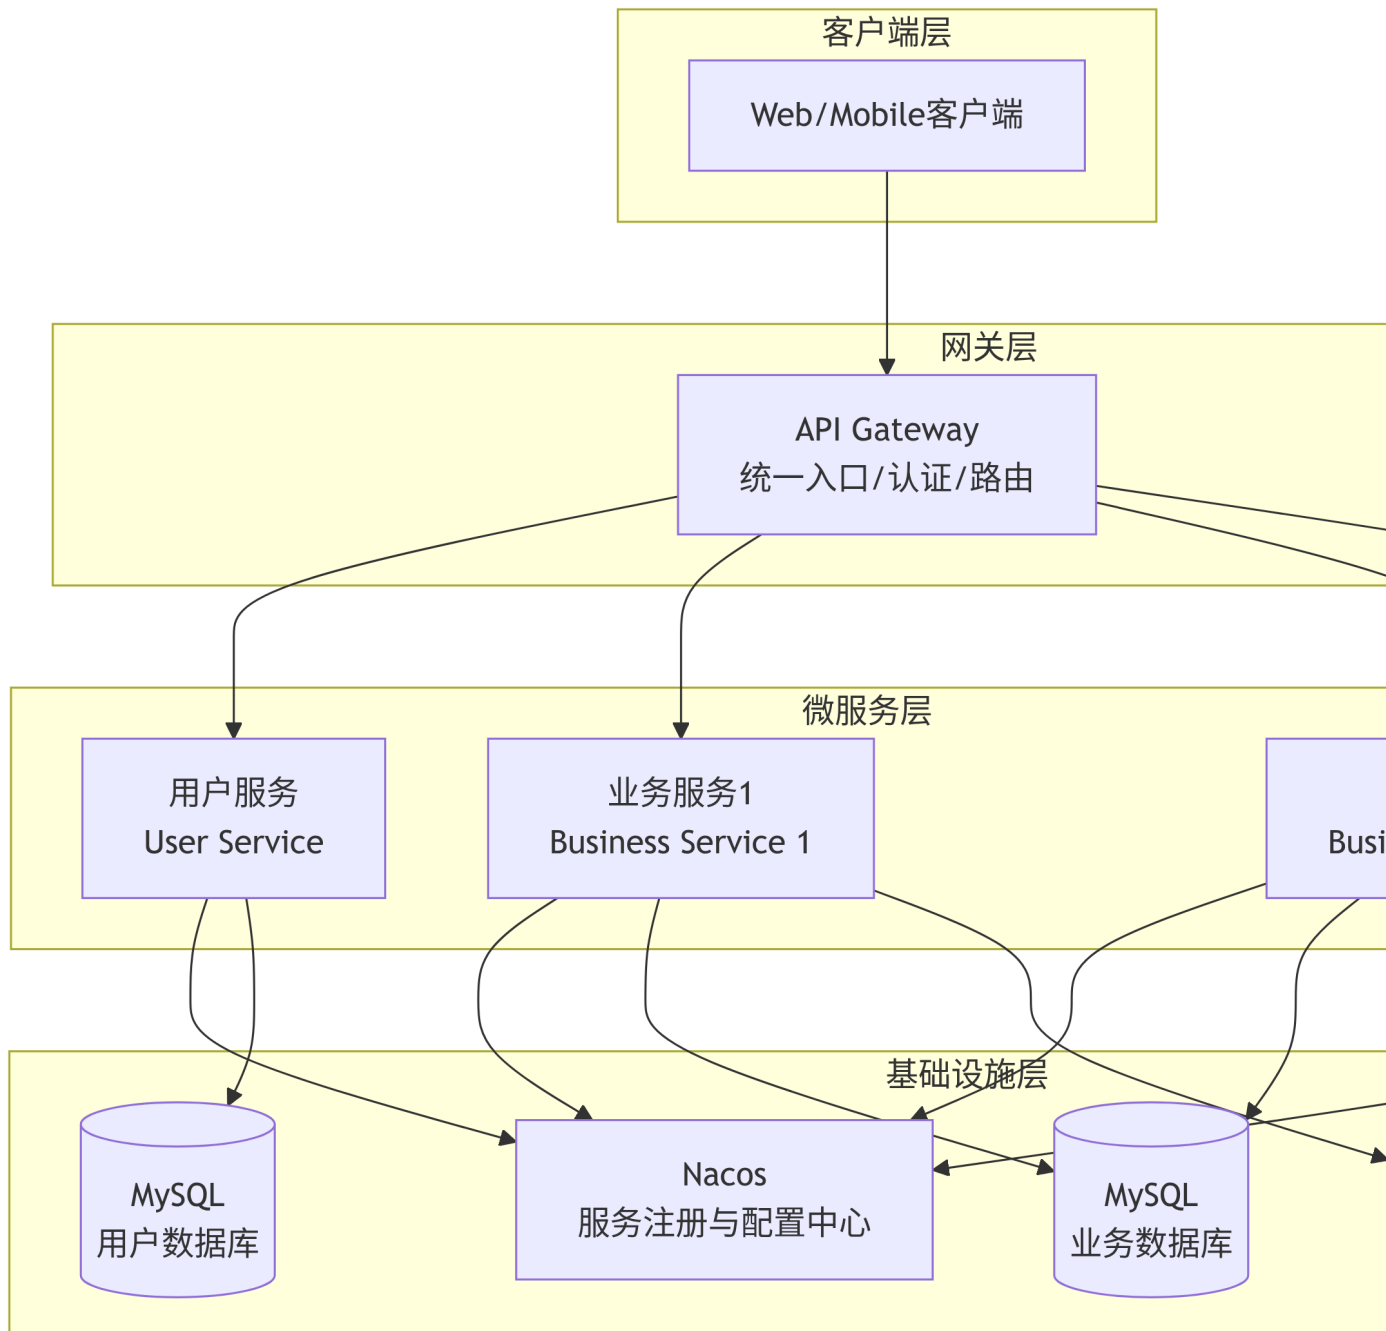 客户端层
Web/Mobile客户端
网关层
API Gateway
统一入口/认证/路由
微服务层
用户服务
User Service
业务服务1
Business Service 1
Busi
基础设施层
MySQL
用户数据库
Nacos
服务注册与配置中心
MySQL
业务数据库